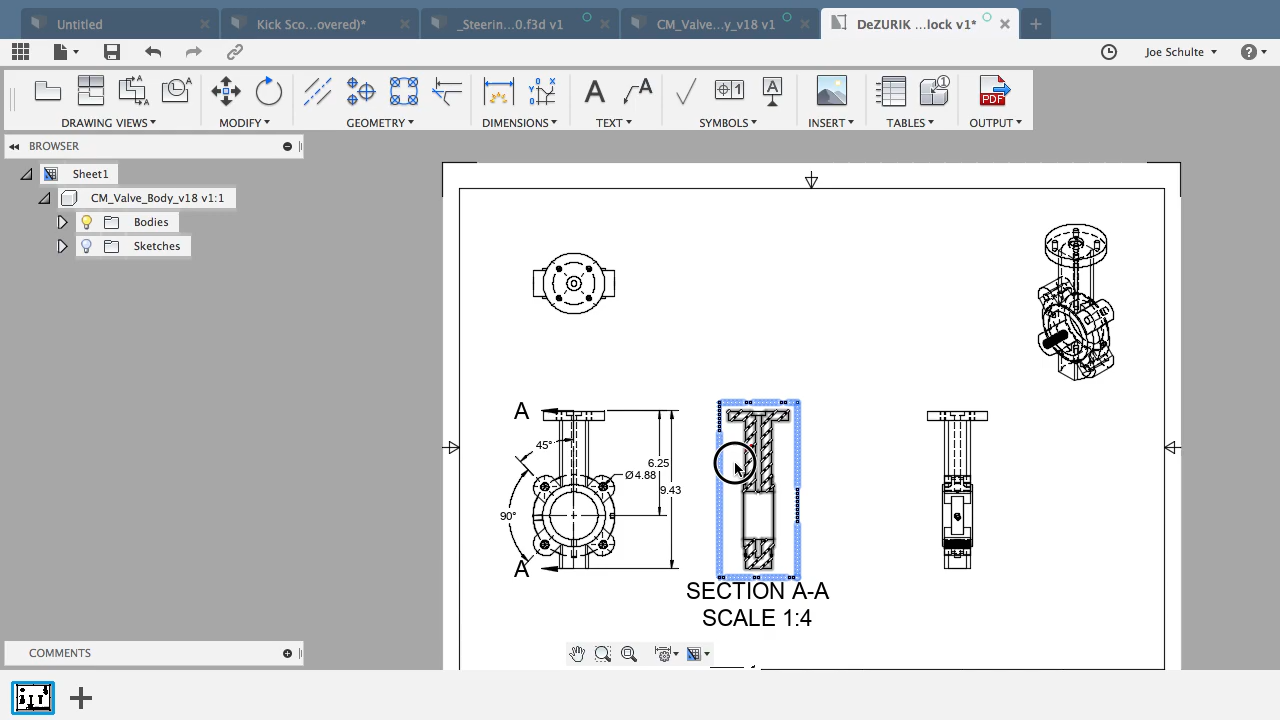 Untitled
Kick Sco...overed)*
_Steerin...0.f3d v1
CM_Valve...y_v18 v1
DeZURIK ...lock v1*
Joe Schulte
DRAWING VIEWS
MODIFY
GEOMETRY
DIMENSIONS
TEXT
SYMBOLS
INSERT
TABLES
OUTPUT
PDF
BROWSER
Sheet1
CM_Valve_Body_v18 v1:1
Bodies
Sketches
A
45°
6.25
Ø4.88
9.43
90°
A
SECTION A-A
SCALE 1:4
COMMENTS